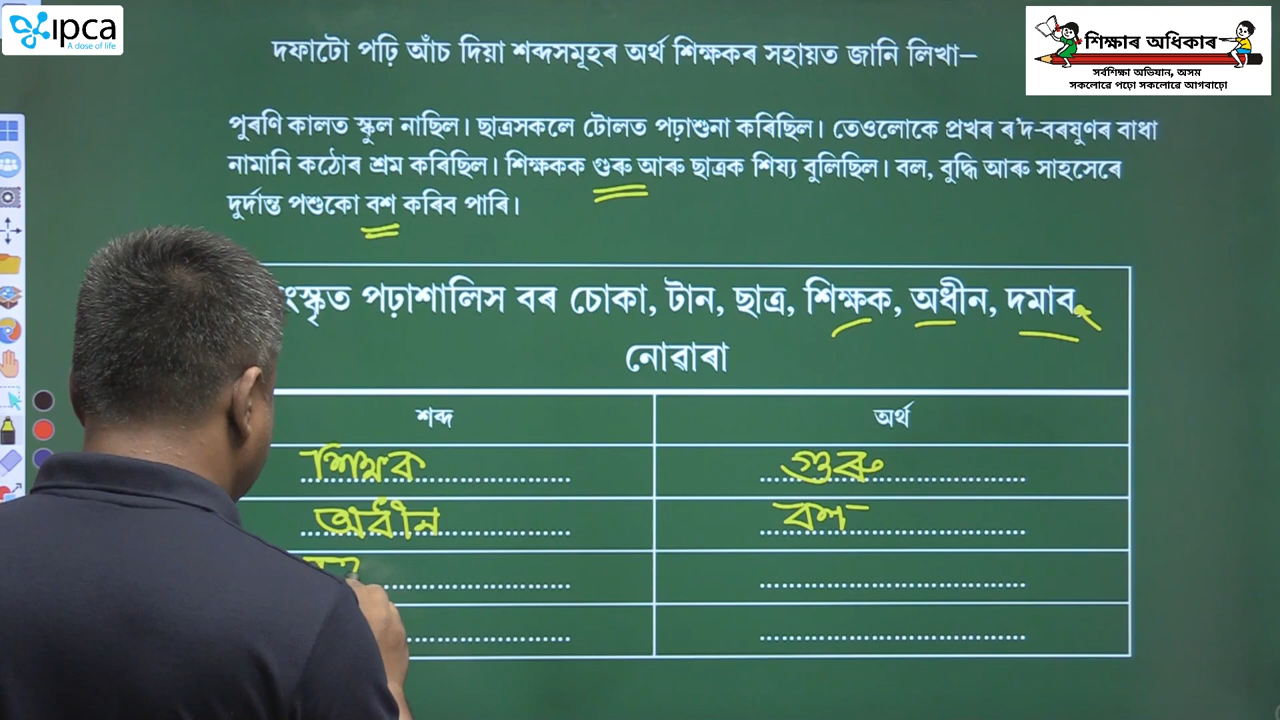 ipca
A dose of life
শিক্ষাৰ অধিকাৰ
সৰ্বশিক্ষা অভিযান, অসম
সকলোৱে পঢ়ো সকলোৱে আগবাঢ়ো
দফাটো পঢ়ি আঁচ দিয়া শব্দসমূহৰ অৰ্থ শিক্ষকৰ সহায়ত জানি লিখা–
পুৰণি কালত স্কুল নাছিল। ছাত্ৰসকলে টোলত পঢ়াশুনা কৰিছিল। তেওলোকে প্ৰখৰ ৰ'দ-বৰষুণৰ বাধা
নামানি কঠোৰ শ্ৰম কৰিছিল। শিক্ষকক গুৰু আৰু ছাত্ৰক শিষ্য বুলিছিল। বল, বুদ্ধি আৰু সাহসেৰে
দুৰ্দান্ত পশুকো বশ কৰিব পাৰি।
ংস্কৃত পঢ়াশালিস বৰ চোকা, টান, ছাত্ৰ, শিক্ষক, অধীন, দমাব
নোৱাৰা
শব্দ অৰ্থ
শিক্ষক গুৰু
অধীন বল